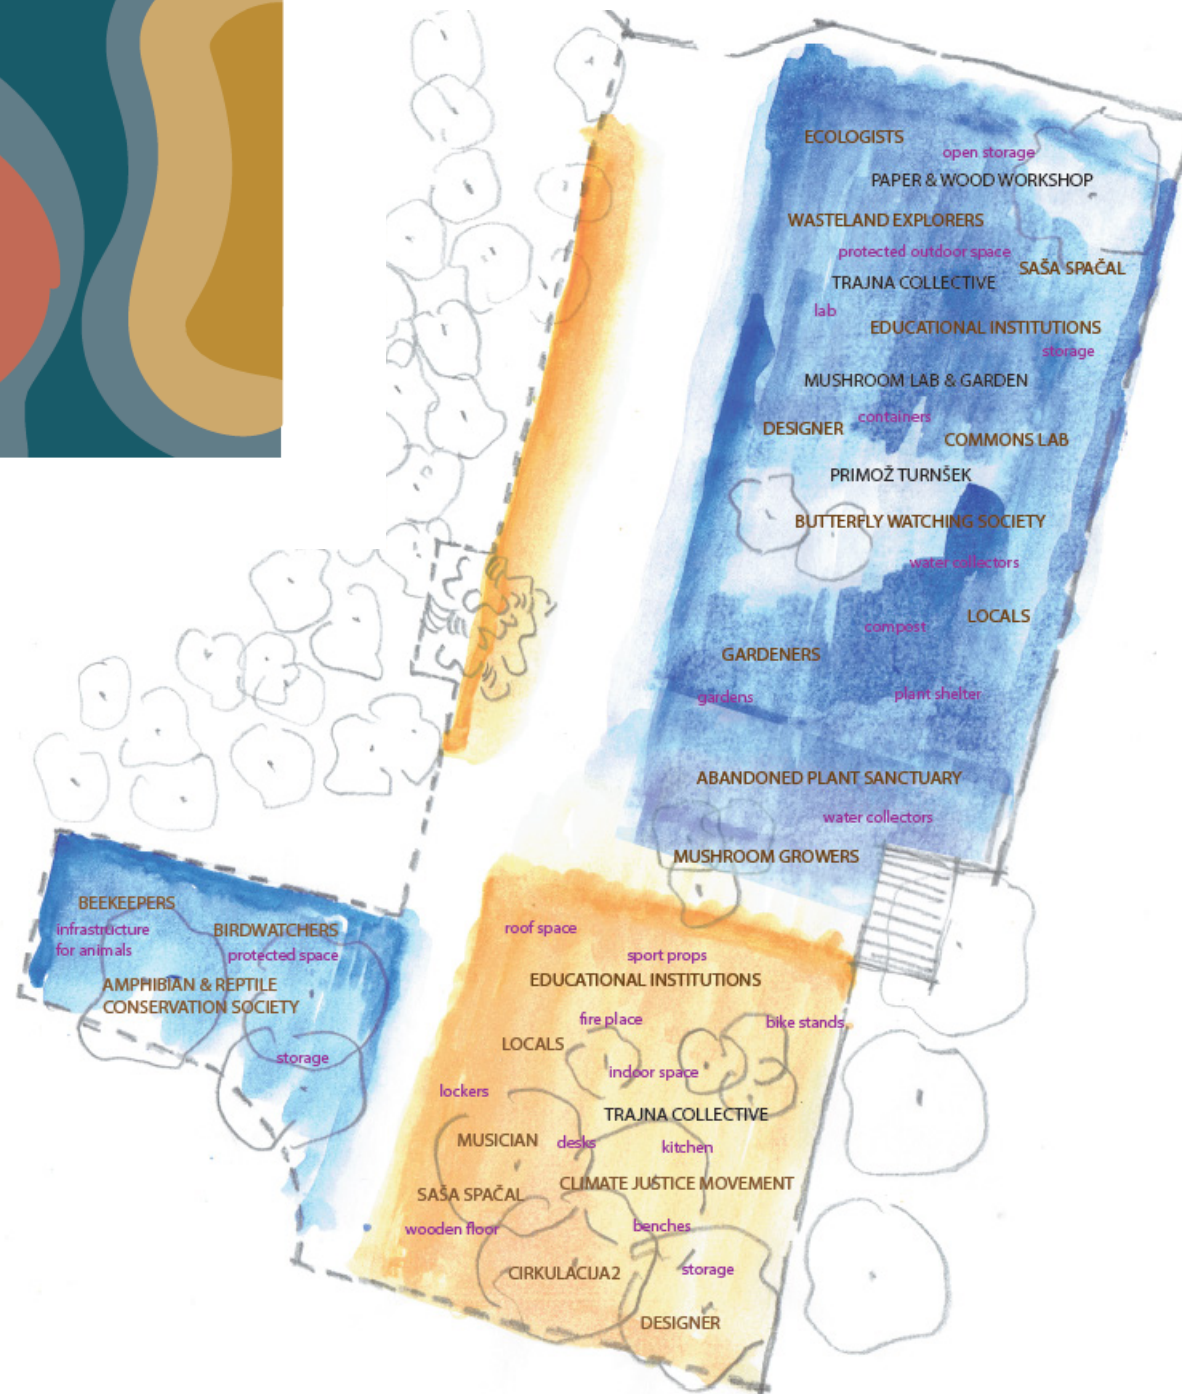 ECOLOGISTS
open storage
PAPER & WOOD WORKSHOP
WASTELAND EXPLORERS
protected outdoor space
SAŠA SPAČAL
TRAJNA COLLECTIVE
lab
EDUCATIONAL INSTITUTIONS
storage
MUSHROOM LAB & GARDEN
containers
DESIGNER
COMMONS LAB
PRIMOŽ TURNŠEK
BUTTERFLY WATCHING SOCIETY
water collectors
LOCALS
compost
GARDENERS
gardens
plant shelter
ABANDONED PLANT SANCTUARY
water collectors
MUSHROOM GROWERS
BEEKEEPERS
infrastructure
for animals
BIRDWATCHERS
protected space
AMPHIBIAN & REPTILE
CONSERVATION SOCIETY
storage
roof space
sport props
EDUCATIONAL INSTITUTIONS
fire place
bike stands
LOCALS
indoor space
lockers
TRAJNA COLLECTIVE
MUSICIAN
desks
kitchen
CLIMATE JUSTICE MOVEMENT
SAŠA SPAČAL
wooden floor
benches
CIRKULACIJA2
storage
DESIGNER